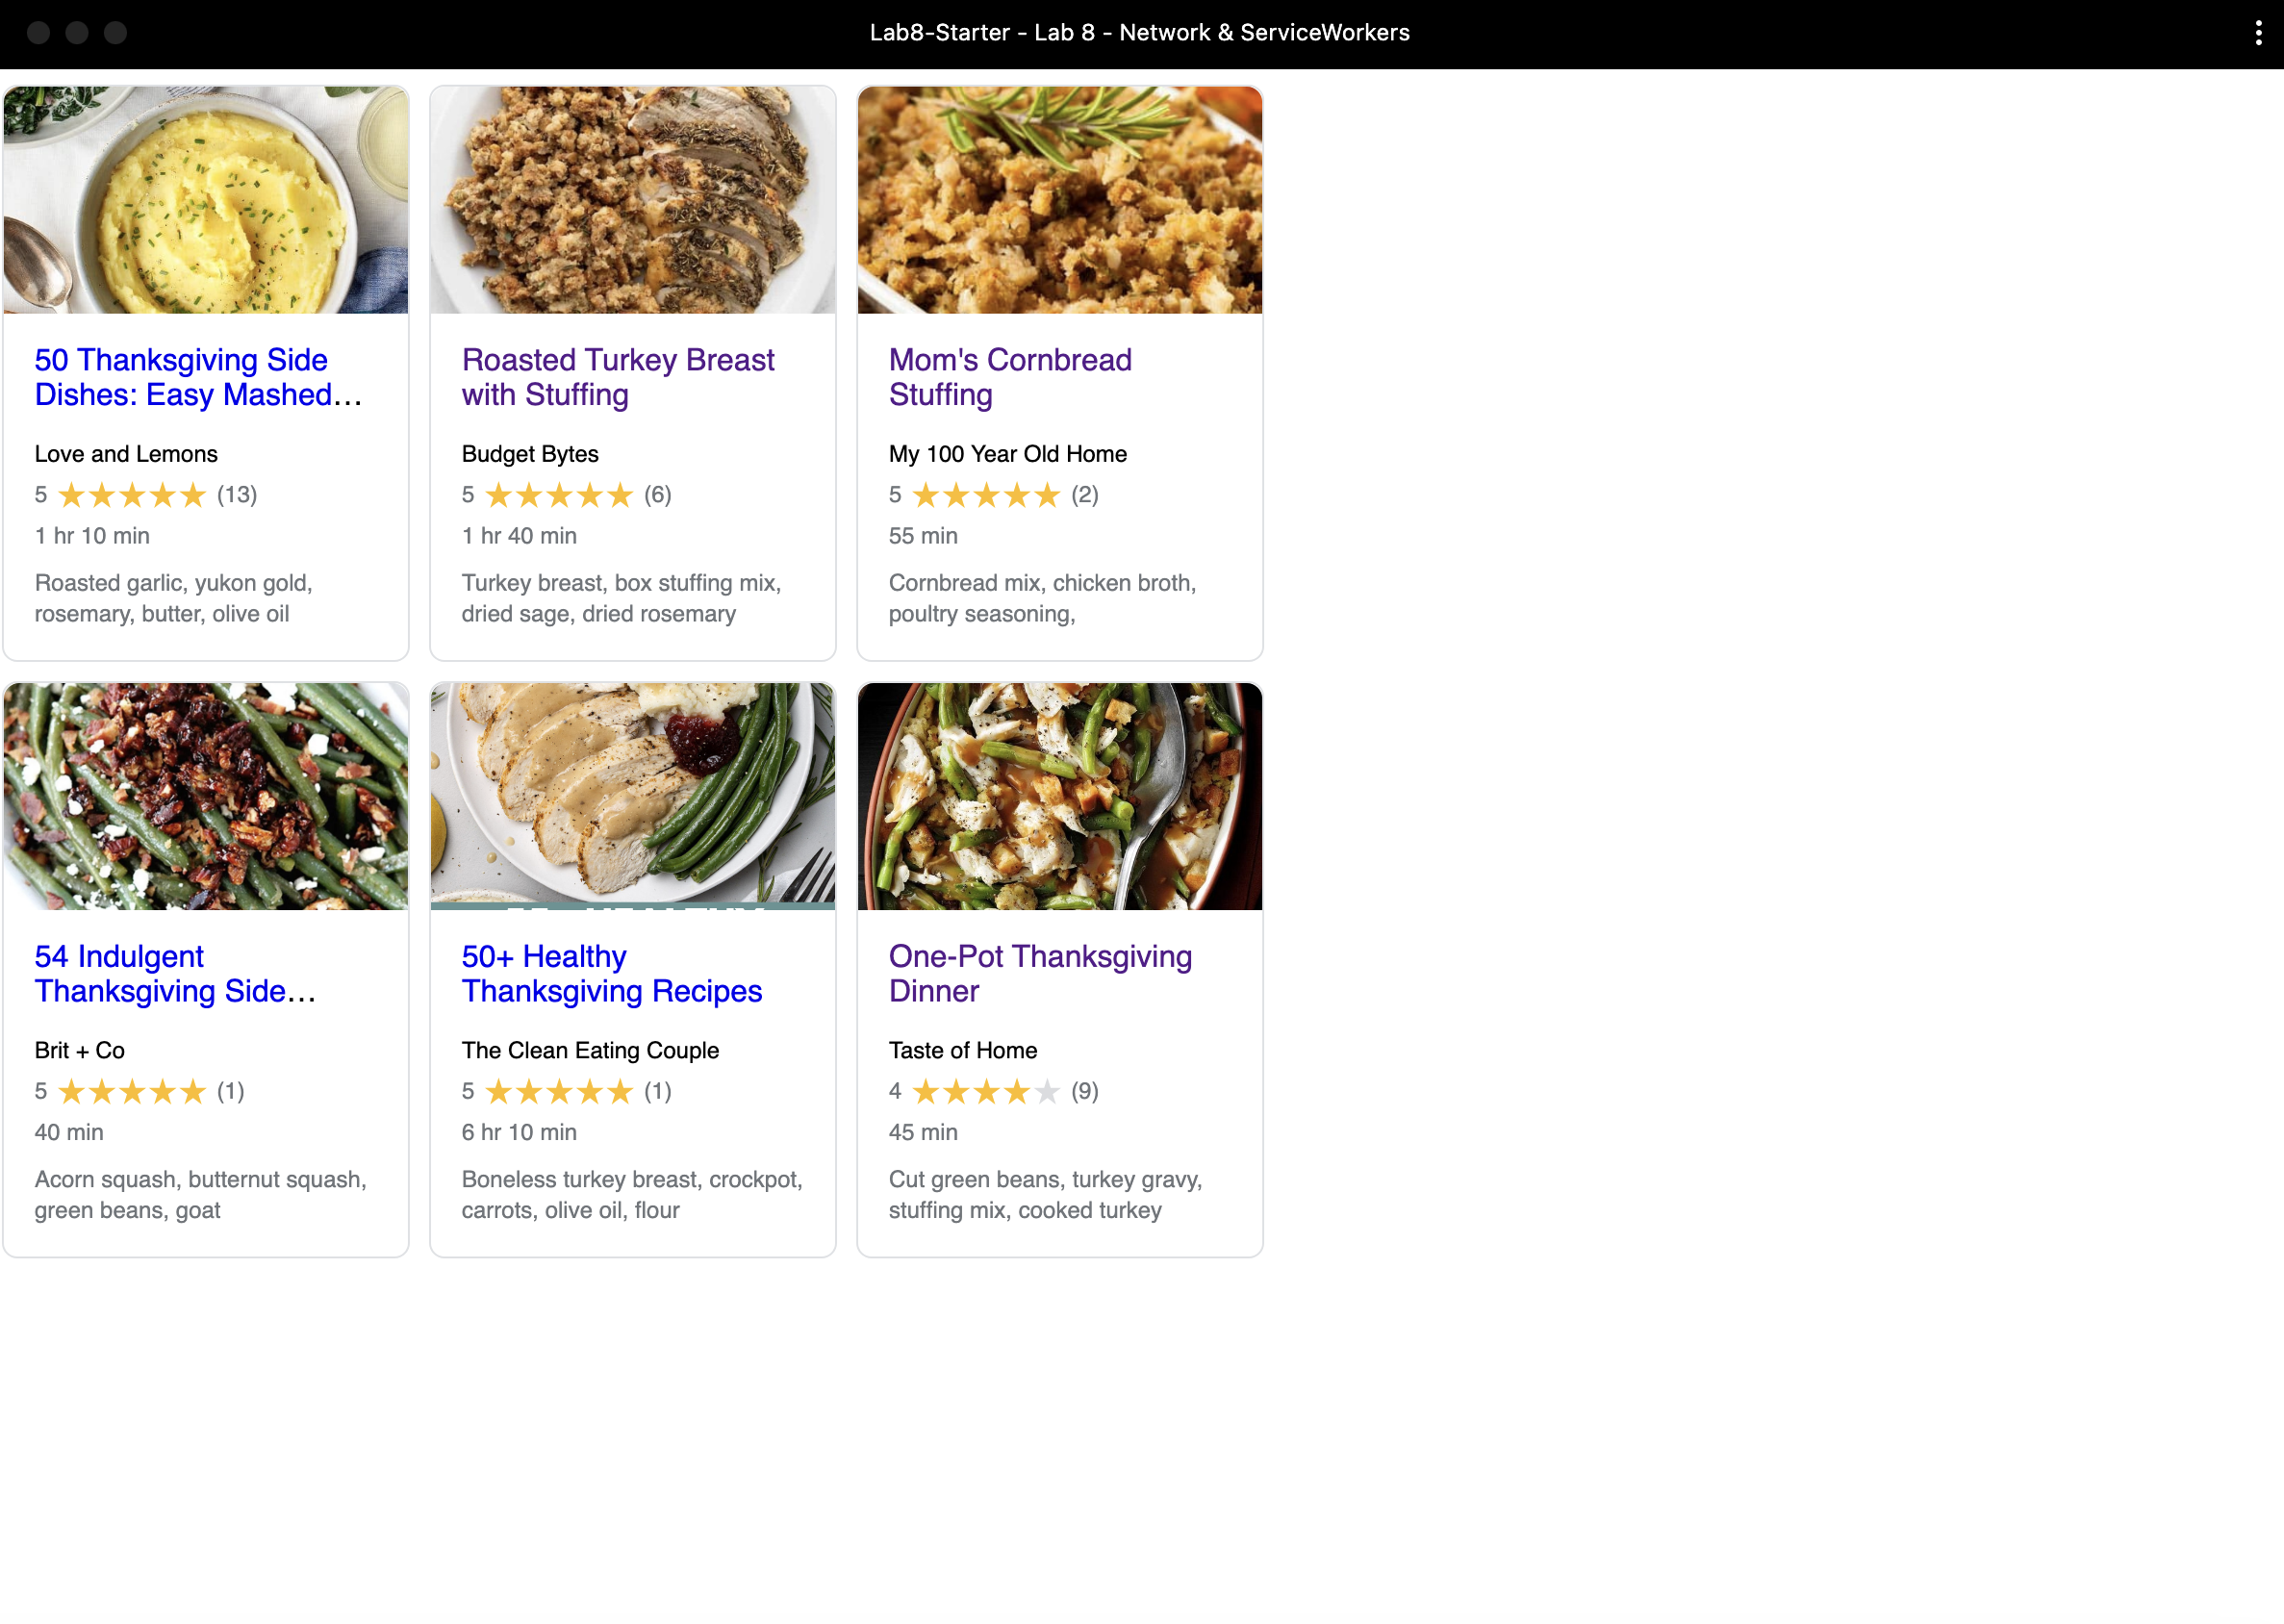 Lab8-Starter - Lab 8 - Network & ServiceWorkers
50 Thanksgiving Side
Dishes: Easy Mashed...
Love and Lemons
5 ★★★★★ (13)
1 hr 10 min
Roasted garlic, yukon gold,
rosemary, butter, olive oil
Roasted Turkey Breast
with Stuffing
Budget Bytes
5 ★★★★★ (6)
1 hr 40 min
Turkey breast, box stuffing mix,
dried sage, dried rosemary
Mom's Cornbread
Stuffing
My 100 Year Old Home
5 ★★★★★ (2)
55 min
Cornbread mix, chicken broth,
poultry seasoning,
54 Indulgent
Thanksgiving Side...
Brit + Co
5 ★★★★★ (1)
40 min
Acorn squash, butternut squash,
green beans, goat
50+ Healthy
Thanksgiving Recipes
The Clean Eating Couple
5 ★★★★★ (1)
6 hr 10 min
Boneless turkey breast, crockpot,
carrots, olive oil, flour
One-Pot Thanksgiving
Dinner
Taste of Home
4 ★★★★★ (9)
45 min
Cut green beans, turkey gravy,
stuffing mix, cooked turkey